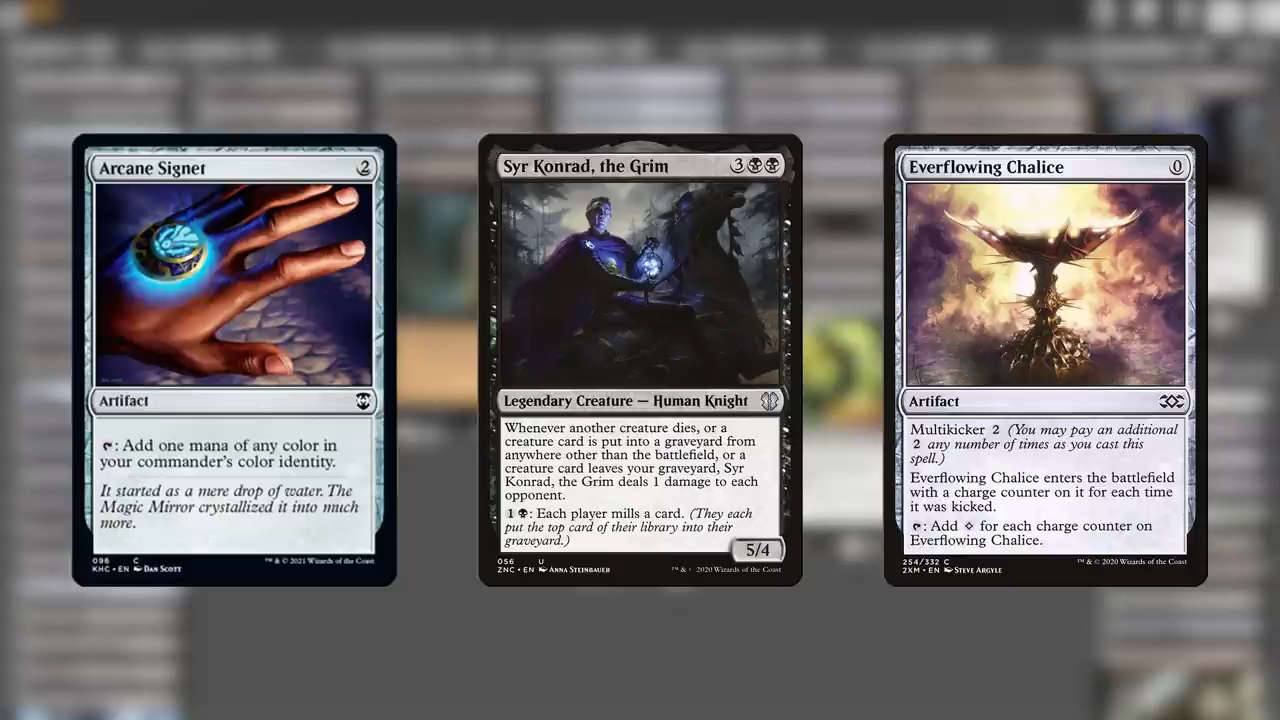 Arcane Signet 2
Artifact
: Add one mana of any color in
your commander's color identity.
It started as a mere drop of water. The
Magic Mirror crystallized it into much
more.
096 C
KHC • EN DAN SCOTT
™ & © 2021 Wizards of the Coast
Syr Konrad, the Grim 3
Legendary Creature — Human Knight
Whenever another creature dies, or a
creature card is put into a graveyard from
anywhere other than the battlefield, or a
creature card leaves your graveyard, Syr
Konrad, the Grim deals 1 damage to each
opponent.
1 : Each player mills a card. (They each
put the top card of their library into their
graveyard.)
5/4
056 U
ZNC • EN ANNA STEINBAUER
™ & © 2020 Wizards of the Coast
Everflowing Chalice 0
Artifact
Multikicker 2 (You may pay an additional
2 any number of times as you cast this
spell.)
Everflowing Chalice enters the battlefield
with a charge counter on it for each time
it was kicked.
: Add for each charge counter on
Everflowing Chalice.
254/332 C
2XM • EN STEVE ARGYLE
™ & © 2020 Wizards of the Coast